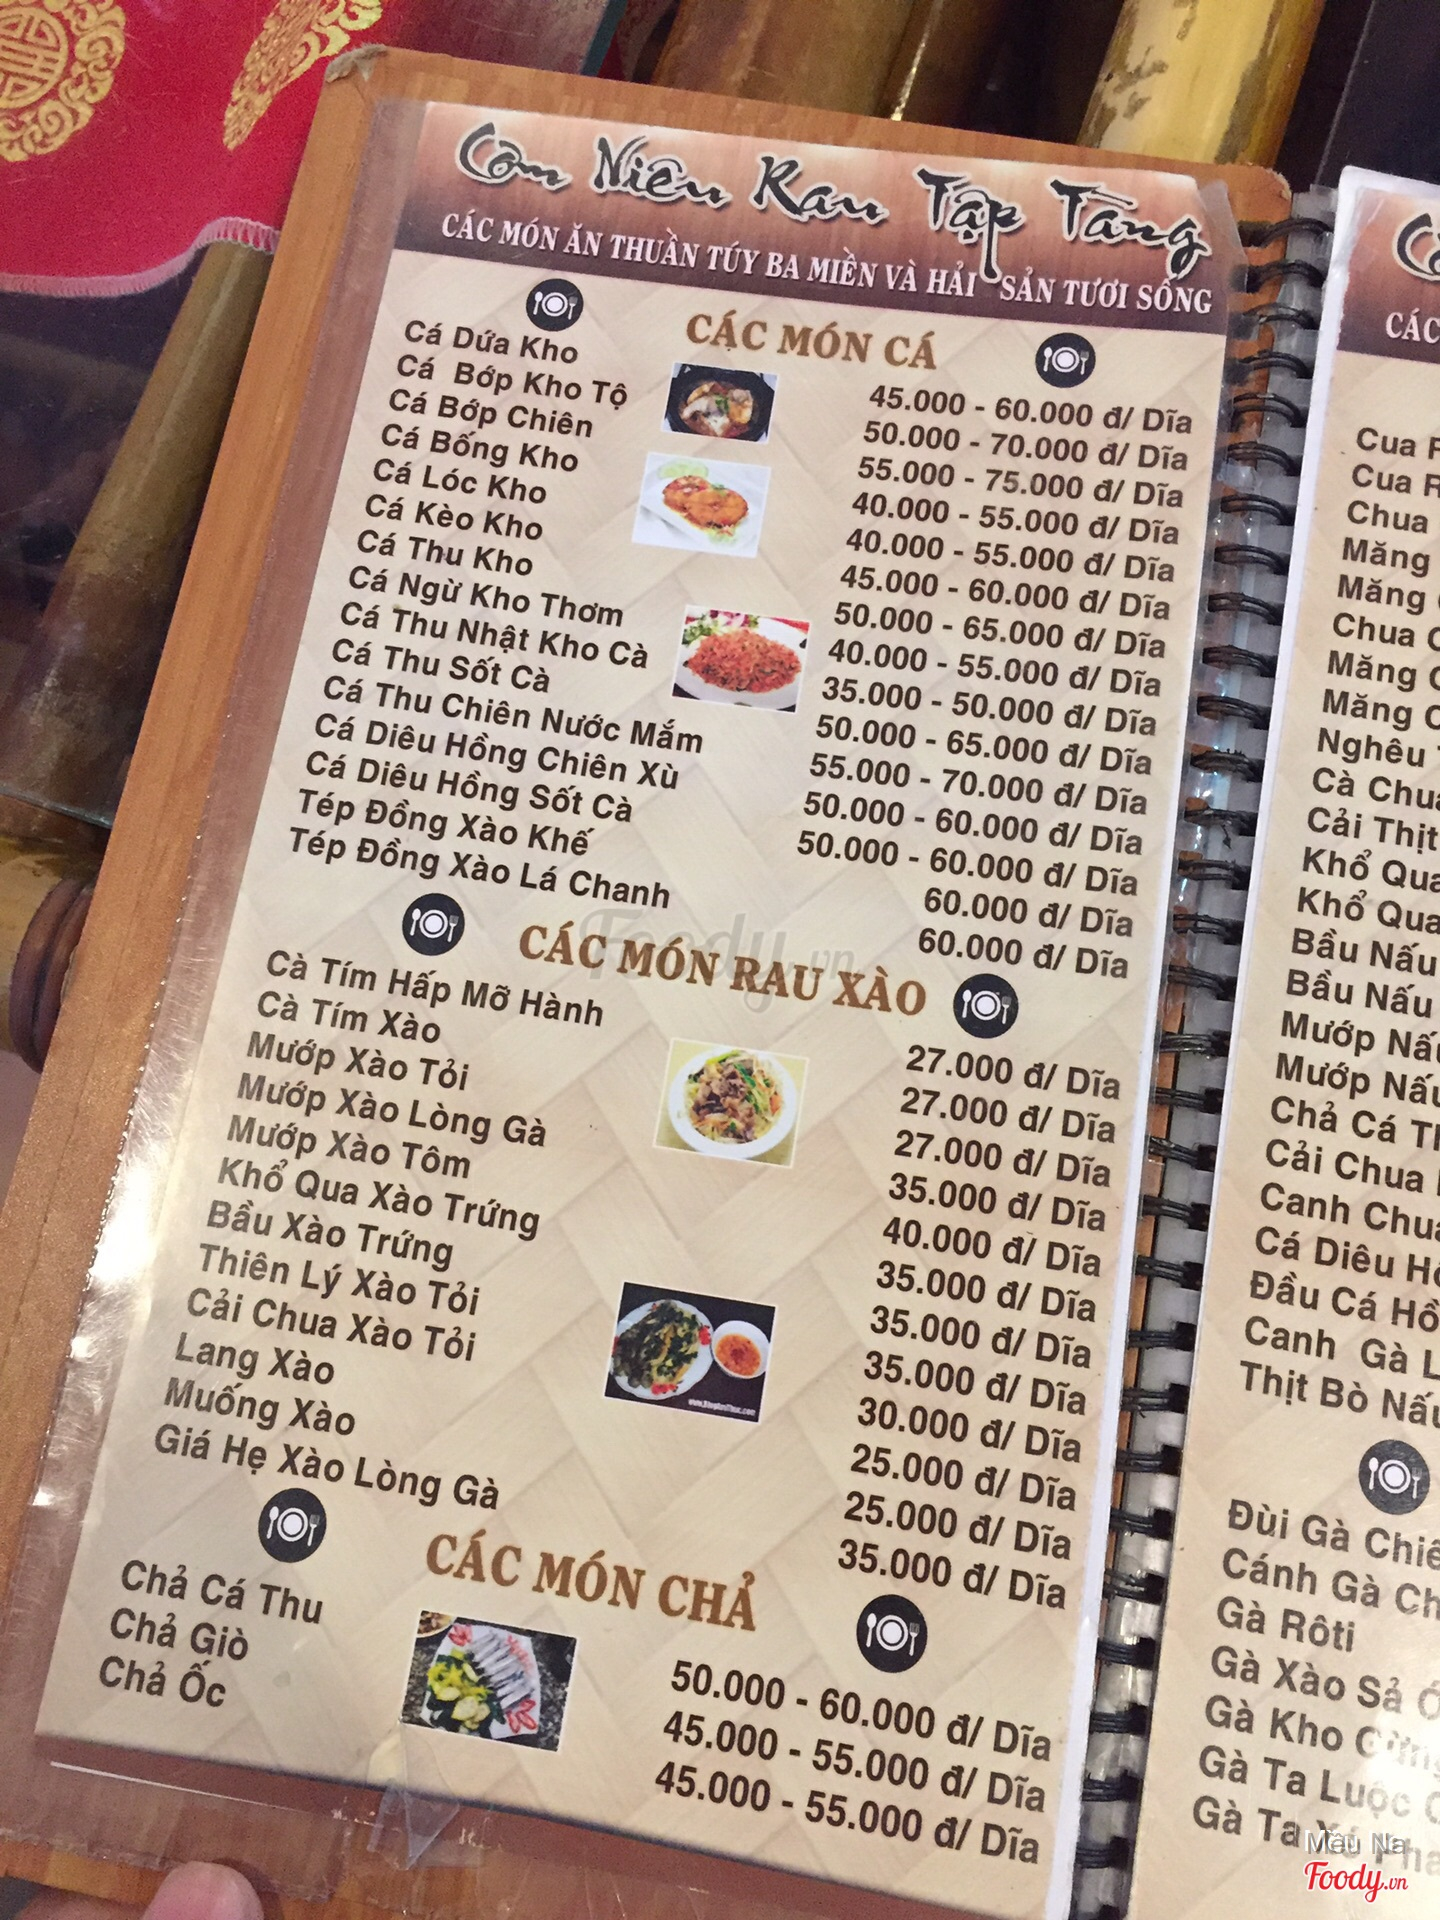 Cơm Niêu Rau Tập Tàng
CÁC MÓN ĂN THUẦN TÚY BA MIỀN VÀ HẢI SẢN TƯƠI SỐNG
CÁC MÓN CÁ
Cá Dứa Kho 45.000 - 60.000 đ/ Dĩa
Cá Bớp Kho Tộ 50.000 - 70.000 đ/ Dĩa
Cá Bớp Chiên 55.000 - 75.000 đ/ Dĩa
Cá Bống Kho 40.000 - 55.000 đ/ Dĩa
Cá Lóc Kho 40.000 - 55.000 đ/ Dĩa
Cá Kèo Kho 45.000 - 60.000 đ/ Dĩa
Cá Thu Kho 50.000 - 65.000 đ/ Dĩa
Cá Ngừ Kho Thơm 40.000 - 55.000 đ/ Dĩa
Cá Thu Nhật Kho Cà 35.000 - 50.000 đ/ Dĩa
Cá Thu Sốt Cà 50.000 - 65.000 đ/ Dĩa
Cá Thu Chiên Nước Mắm 55.000 - 70.000 đ/ Dĩa
Cá Diêu Hồng Chiên Xù 50.000 - 60.000 đ/ Dĩa
Cá Diêu Hồng Sốt Cà 50.000 - 60.000 đ/ Dĩa
Tép Đồng Xào Khế 60.000 đ/ Dĩa
Tép Đồng Xào Lá Chanh 60.000 đ/ Dĩa
CÁC MÓN RAU XÀO
Cà Tím Hấp Mỡ Hành 27.000 đ/ Dĩa
Cà Tím Xào 27.000 đ/ Dĩa
Mướp Xào Tỏi 27.000 đ/ Dĩa
Mướp Xào Lòng Gà 35.000 đ/ Dĩa
Mướp Xào Tôm 40.000 đ/ Dĩa
Khổ Qua Xào Trứng 35.000 đ/ Dĩa
Bầu Xào Trứng 35.000 đ/ Dĩa
Thiên Lý Xào Tỏi 35.000 đ/ Dĩa
Cải Chua Xào Tỏi 30.000 đ/ Dĩa
Lang Xào 25.000 đ/ Dĩa
Muống Xào 25.000 đ/ Dĩa
Giá Hẹ Xào Lòng Gà 35.000 đ/ Dĩa
CÁC MÓN CHẢ
Chả Cá Thu 50.000 - 60.000 đ/ Dĩa
Chả Giò 45.000 - 55.000 đ/ Dĩa
Chả Ốc 45.000 - 55.000 đ/ Dĩa
Foody.vn
CÁC
Cua
Cua
Chua
Măng
Măng
Chua
Măng
Măng
Nghêu
Cà Chua
Cải Thịt
Khổ Qua
Khổ Qua
Bầu Nấu
Bầu Nấu
Mướp Nấu
Mướp Nấu
Chả Cá
Cải Chua
Canh Chua
Cá Diêu
Đầu Cá
Canh Gà
Thịt Bò Nấu
Đùi Gà
Cánh Gà
Gà Rôti
Gà Xào Sả
Gà Kho Gừng
Gà Ta Luộc
Gà Ta
Mều Na
Foody.vn